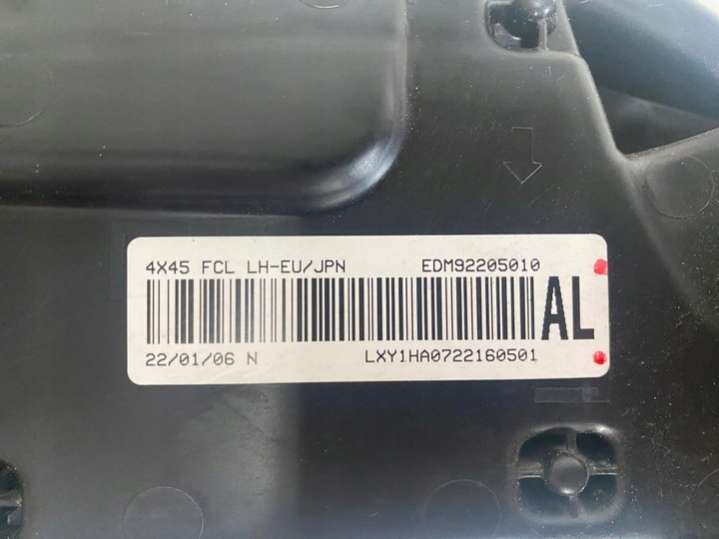 4X45 FCL LH-EU/JPN EDM92205010
AL
22/01/06 N LXY1HA0722160501